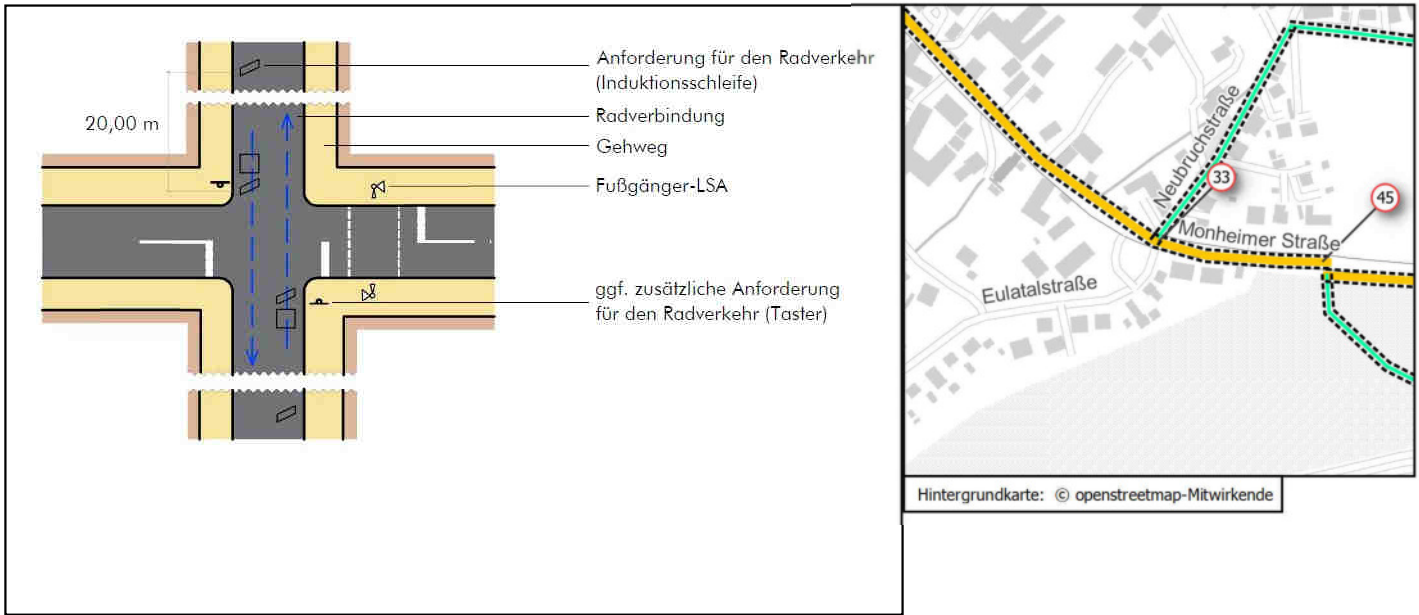 Anforderung für den Radverkehr
(Induktionsschleife)
20,00 m
Radverbindung
Gehweg
Fußgänger-LSA
ggf. zusätzliche Anforderung
für den Radverkehr (Taster)
Neubruchstraße
33
45
Monheimer Straße
Eulatalstraße
Hintergrundkarte: © openstreetmap-Mitwirkende